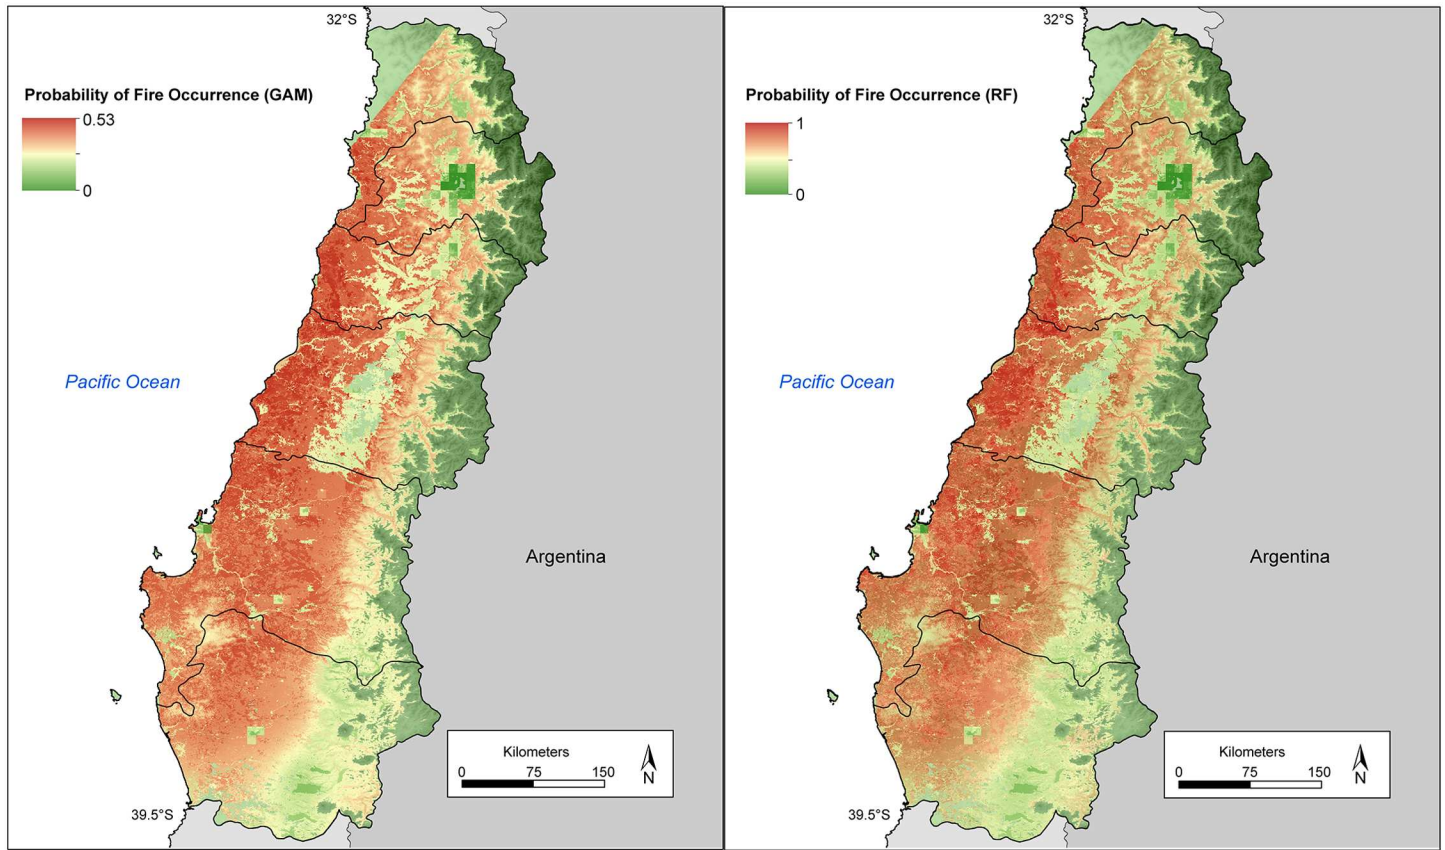 32°S
Probability of Fire Occurrence (GAM)
0.53
0
Pacific Ocean
Argentina
Kilometers
0 75 150
N
39.5°S
32°S
Probability of Fire Occurrence (RF)
1
0
Pacific Ocean
Argentina
Kilometers
0 75 150
N
39.5°S